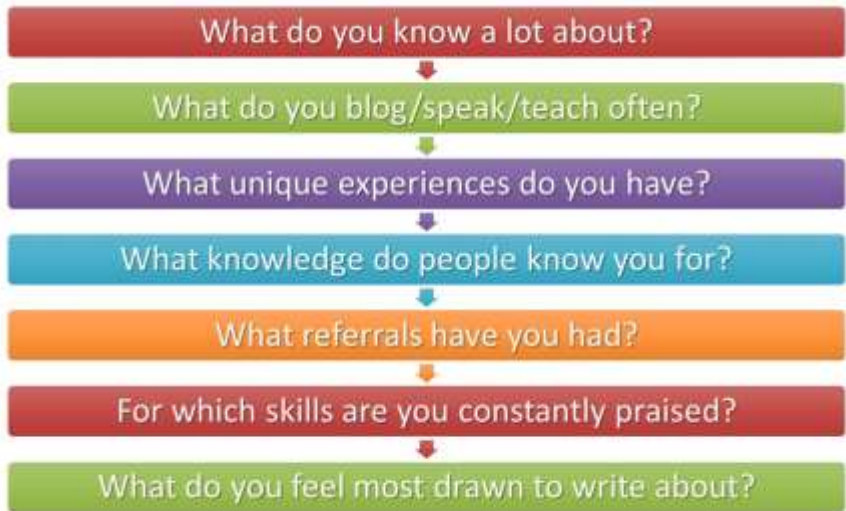 What do you know a lot about?
What do you blog/speak/teach often?
What unique experiences do you have?
What knowledge do people know you for?
What referrals have you had?
For which skills are you constantly praised?
What do you feel most drawn to write about?